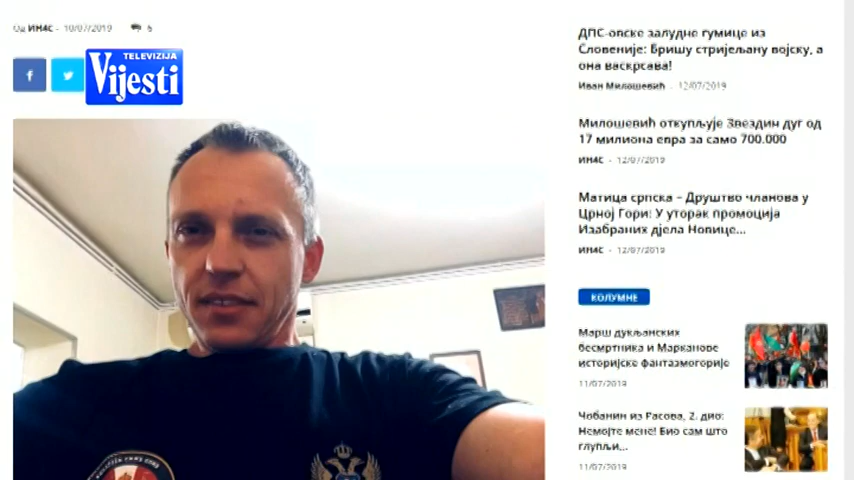 Од ИН4С - 10/07/2019 6
TELEVIZIJA
Vijesti
ДПС-овске залудне гумице из
Словеније: Бришу стријељану војску, а
она васкрсава!
Иван Милошевић - 12/07/2019
Милошевић откупљује Звездин дуг од
17 милиона евра за само 700.000
ИН4С - 12/07/2019
Матица српска – Друштво чланова у
Црној Гори: У уторак промоција
Изабраних дјела Новице...
ИН4С - 12/07/2019
КОЛУМНЕ
Марш дукљанских
бесмртника и Марканове
историјске фантазмогорије
11/07/2019
Чобанин из Расова, 2. дио:
Немојте мене! Био сам што
глупљи...
11/07/2019